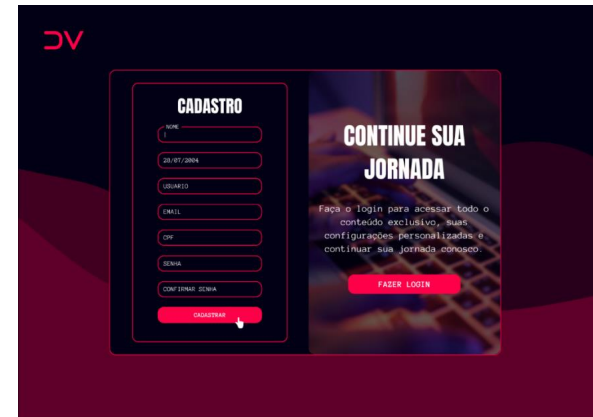 DV
CADASTRO
NOME
28/07/2004
USUARIO
EMAIL
CPF
SENHA
CONFIRMAR SENHA
CADASTRAR
CONTINUE SUA
JORNADA
Faça o login para acessar todo o
conteúdo exclusivo, suas
configurações personalizadas e
continuar sua jornada conosco.
FAZER LOGIN